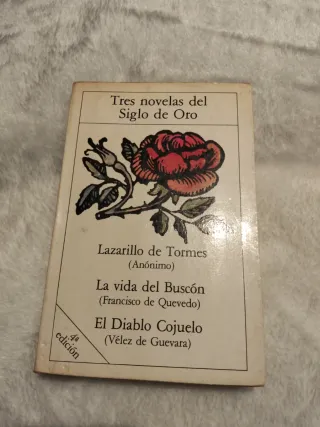 Tres novelas del
Siglo de Oro
Lazarillo de Tormes
(Anónimo)
La vida del Buscón
(Francisco de Quevedo)
El Diablo Cojuelo
(Vélez de Guevara)
4ª
edición